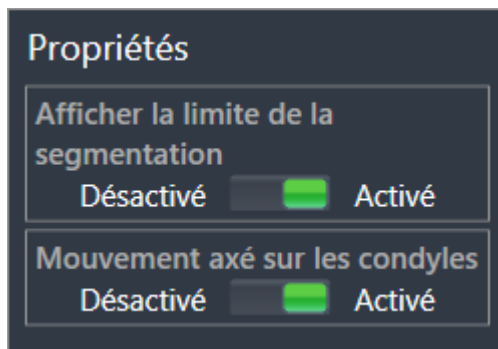 Propriétés
Afficher la limite de la
segmentation
Désactivé Activé
Mouvement axé sur les condyles
Désactivé Activé